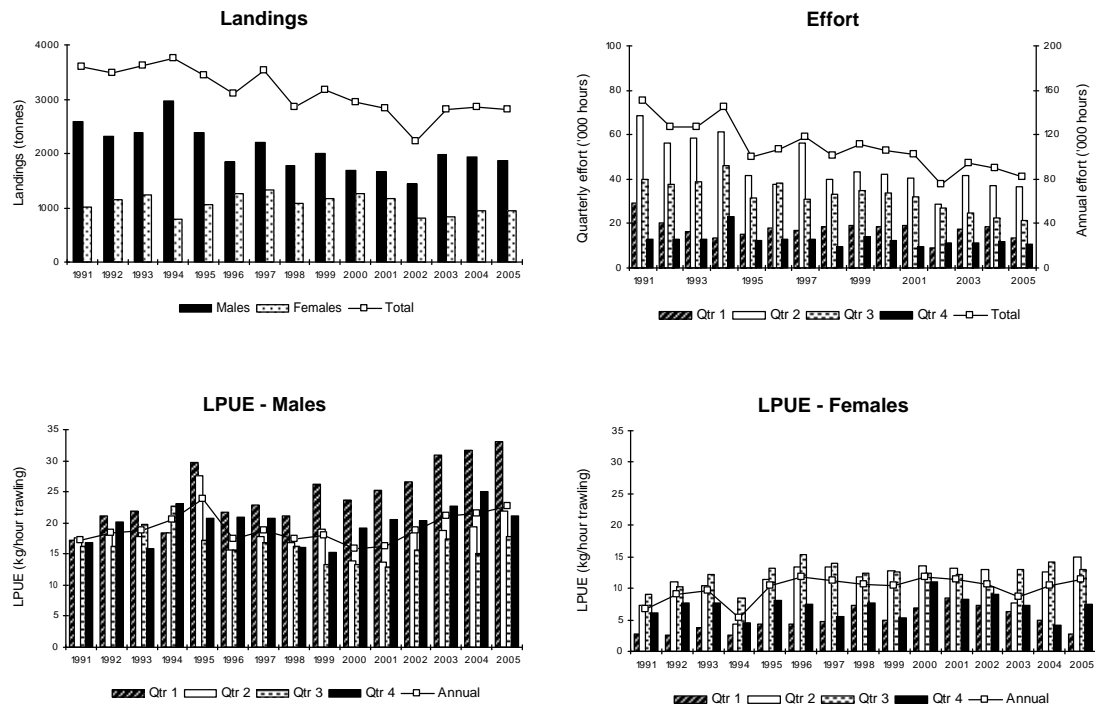 Landings
4000
3000
2000
1000
0
Landings (tonnes)
1991 1992 1993 1994 1995 1996 1997 1998 1999 2000 2001 2002 2003 2004 2005
Males Females Total
Effort
100
80
60
40
20
0
Quarterly effort ('000 hours)
200
160
120
80
40
0
Annual effort ('000 hours)
1991 1993 1995 1997 1999 2001 2003 2005
Qtr 1 Qtr 2 Qtr 3 Qtr 4 Total
LPUE - Males
35
30
25
20
15
10
5
0
LPUE (kg/hour trawling)
1991 1992 1993 1994 1995 1996 1997 1998 1999 2000 2001 2002 2003 2004 2005
Qtr 1 Qtr 2 Qtr 3 Qtr 4 Annual
LPUE - Females
35
30
25
20
15
10
5
0
LPUE (kg/hour trawling)
1991 1992 1993 1994 1995 1996 1997 1998 1999 2000 2001 2002 2003 2004 2005
Qtr 1 Qtr 2 Qtr 3 Qtr 4 Annual